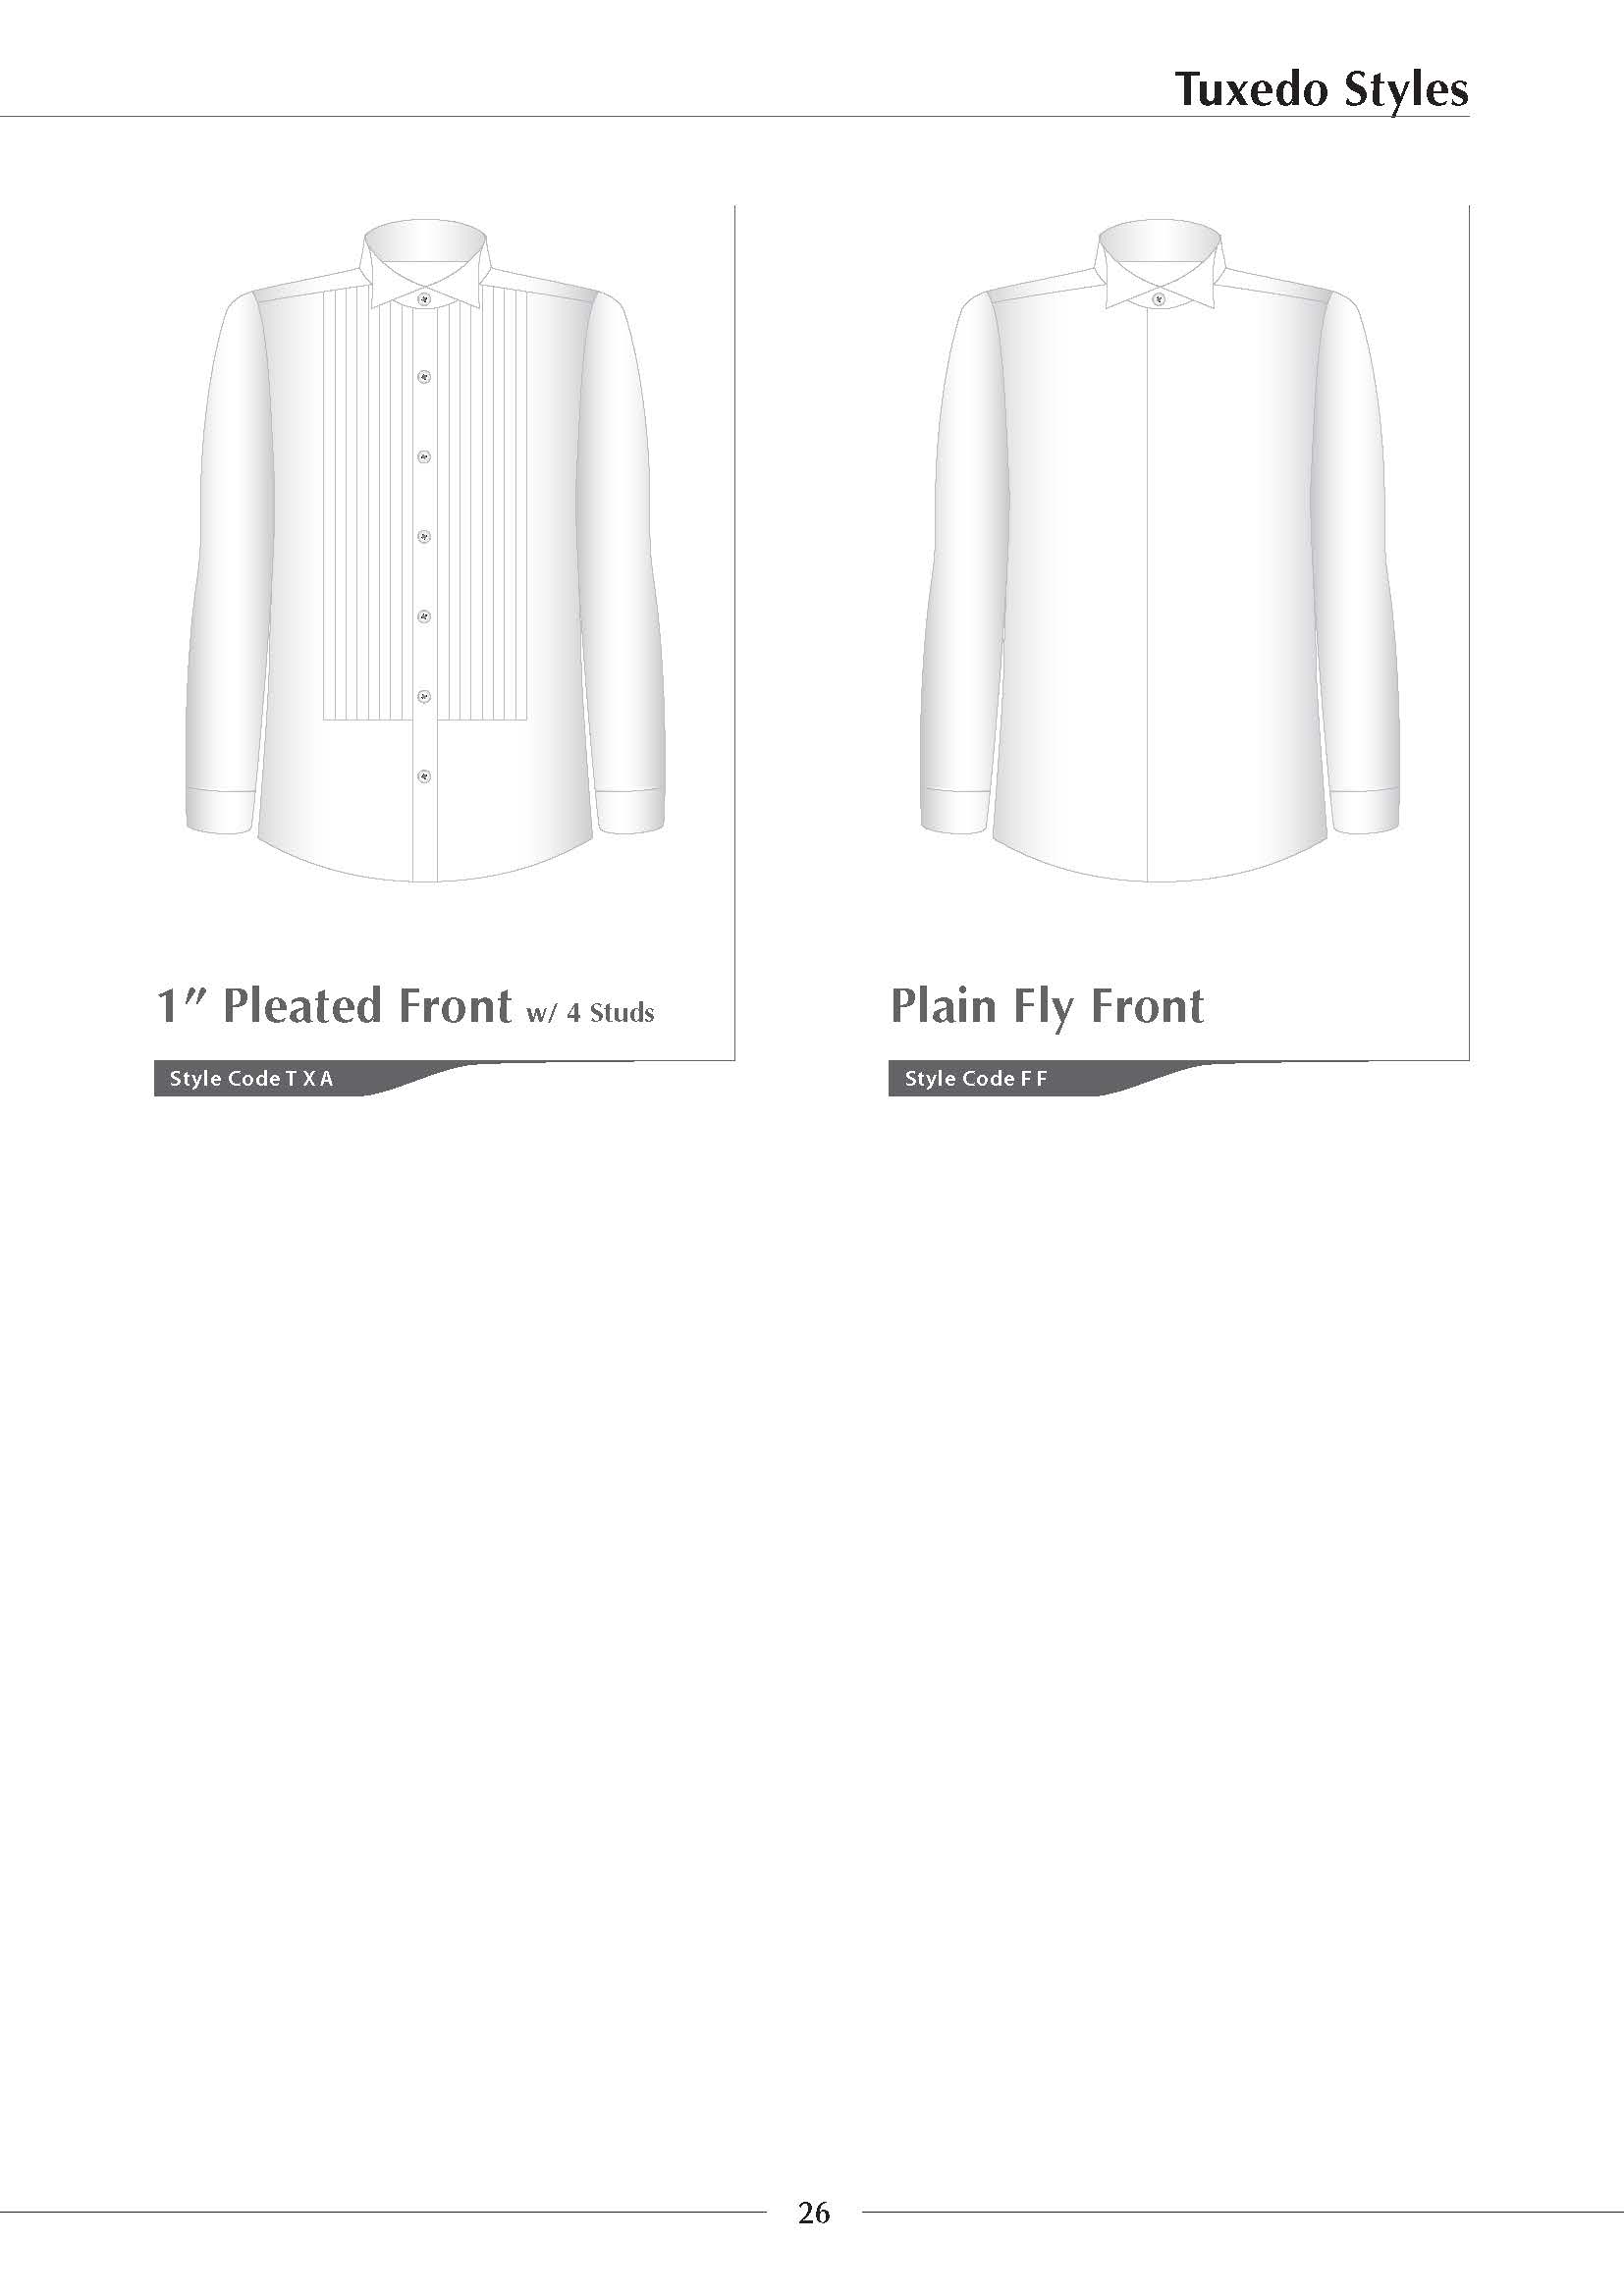 Tuxedo Styles
1” Pleated Front w/ 4 Studs
Style Code T X A
Plain Fly Front
Style Code F F
26